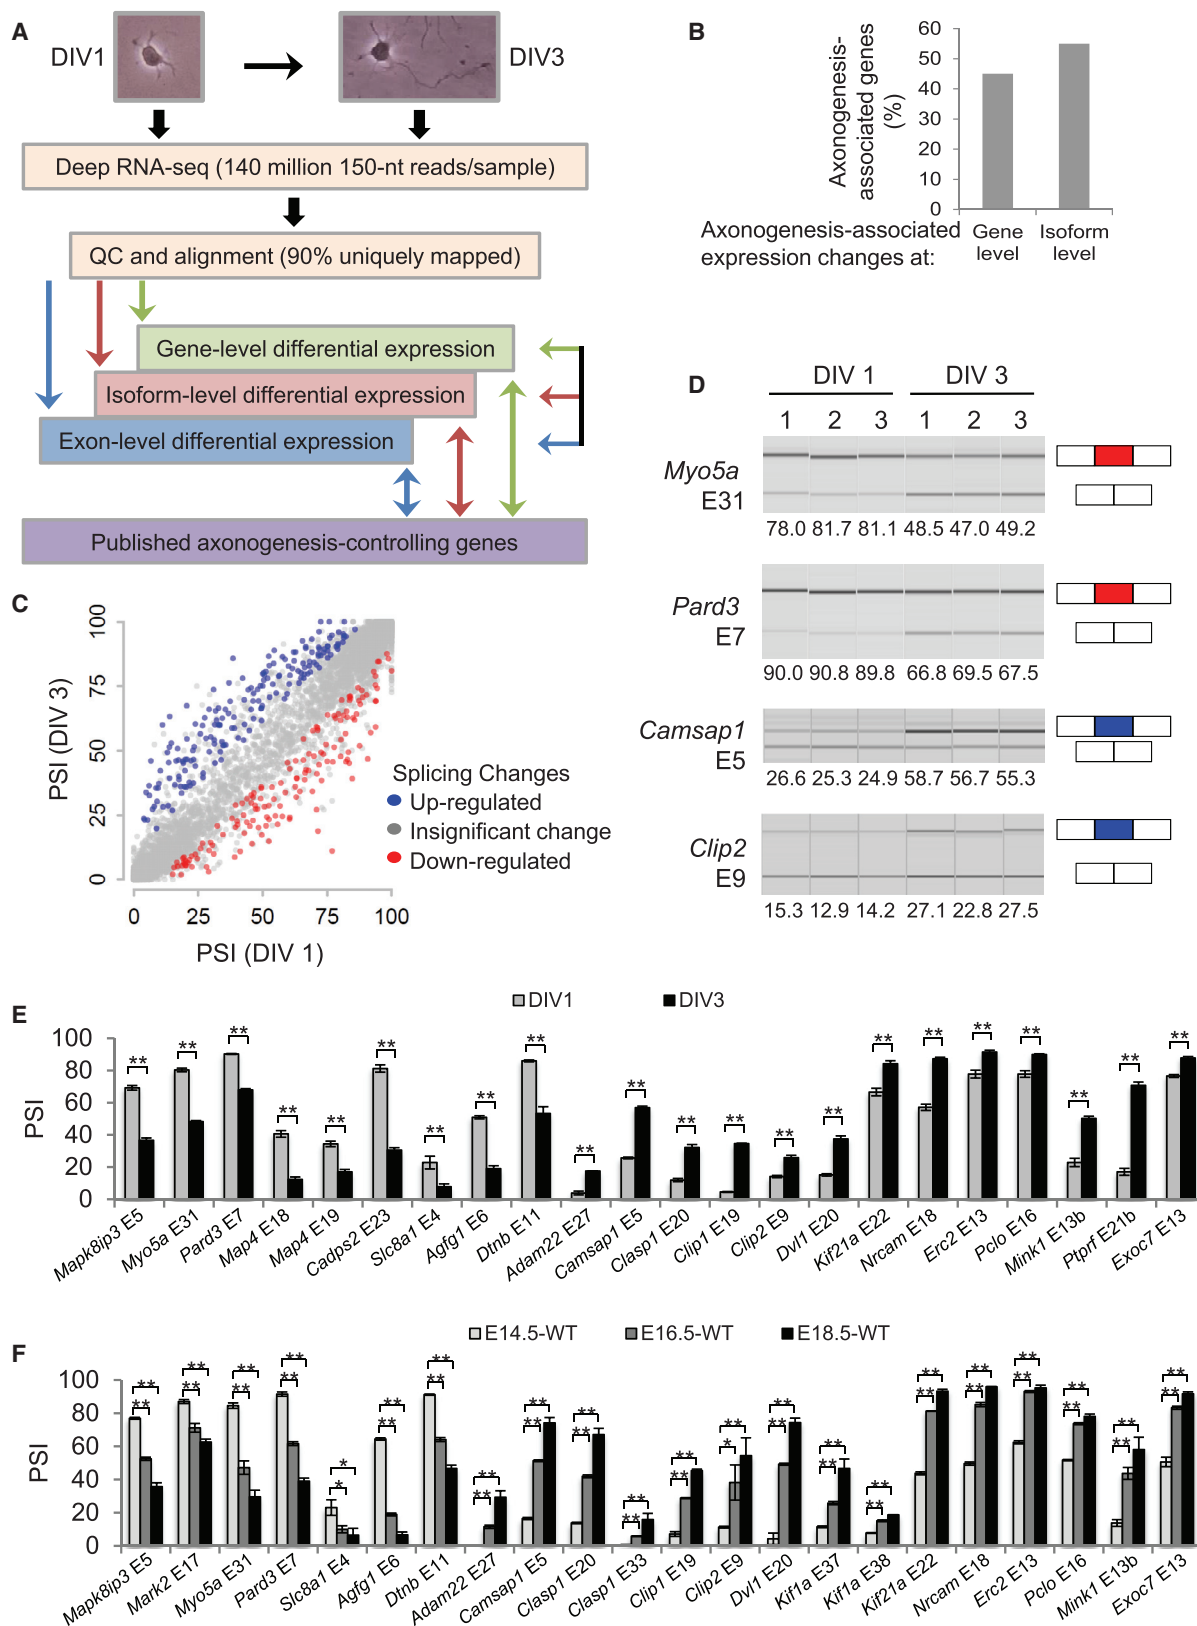 A
DIV1
DIV3
Deep RNA-seq (140 million 150-nt reads/sample)
QC and alignment (90% uniquely mapped)
Gene-level differential expression
Isoform-level differential expression
Exon-level differential expression
Published axonogenesis-controlling genes
B
Axonogenesis-
associated genes
(%)
60
50
40
30
20
10
0
Axonogenesis-associated
expression changes at:
Gene
level
Isoform
level
C
PSI (DIV 3)
100
75
50
25
0
0 25 50 75 100
PSI (DIV 1)
Splicing Changes
Up-regulated
Insignificant change
Down-regulated
D
DIV 1 DIV 3
1 2 3 1 2 3
Myo5a
E31
78.0 81.7 81.1 48.5 47.0 49.2
Pard3
E7
90.0 90.8 89.8 66.8 69.5 67.5
Camsap1
E5
26.6 25.3 24.9 58.7 56.7 55.3
Clip2
E9
15.3 12.9 14.2 27.1 22.8 27.5
E
DIV1 DIV3
PSI
100
80
60
40
20
0
** ** ** ** ** ** ** ** ** ** ** ** ** ** ** ** ** ** ** ** ** **
Mapk8ip3 E5
Myo5a E31
Pard3 E7
Map4 E18
Map4 E19
Cadps2 E23
Slc8a1 E4
Agfg1 E6
Dtnb E11
Adam22 E27
Camsap1 E5
Clasp1 E20
Clip1 E19
Clip2 E9
Dvl1 E20
Kif21a E22
Nrcam E18
Erc2 E13
Pclo E16
Mink1 E13b
Ptprf E21b
Exoc7 E13
F
E14.5-WT E16.5-WT E18.5-WT
PSI
100
80
60
40
20
0
** ** ** ** * ** ** ** ** ** ** ** ** ** ** ** ** ** ** ** ** **
** ** ** ** * ** ** ** ** ** ** ** * ** ** ** ** ** ** ** ** **
Mapk8ip3 E5
Mark2 E17
Myo5a E31
Pard3 E7
Slc8a1 E4
Agfg1 E6
Dtnb E11
Adam22 E27
Camsap1 E5
Clasp1 E20
Clasp1 E33
Clip1 E19
Clip2 E9
Dvl1 E20
Kif1a E37
Kif1a E38
Kif21a E22
Nrcam E18
Erc2 E13
Pclo E16
Mink1 E13b
Exoc7 E13